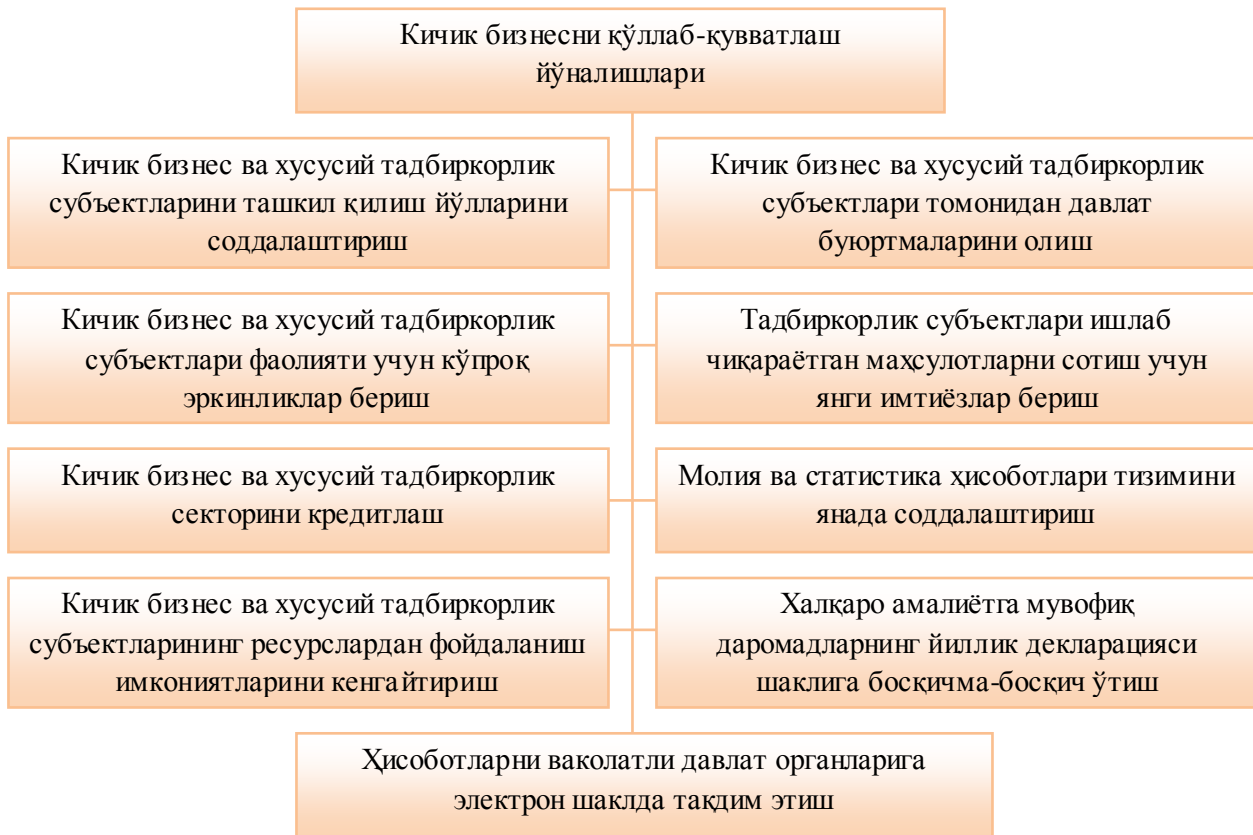 Кичик бизнесни қўллаб-қувватлаш
йўналишлари
Кичик бизнес ва хусусий тадбиркорлик
субъектларини ташкил қилиш йўлларини
соддалаштириш
Кичик бизнес ва хусусий тадбиркорлик
субъектлари томонидан давлат
буюртмаларини олиш
Кичик бизнес ва хусусий тадбиркорлик
субъектлари фаолияти учун кўпроқ
эркинликлар бериш
Тадбиркорлик субъектлари ишлаб
чиқараётган маҳсулотларни сотиш учун
янги имтиёзлар бериш
Кичик бизнес ва хусусий тадбиркорлик
секторини кредитлаш
Молия ва статистика ҳисоботлари тизимини
янада соддалаштириш
Кичик бизнес ва хусусий тадбиркорлик
субъектларининг ресурслардан фойдаланиш
имкониятларини кенгайтириш
Халқаро амалиётга мувофиқ
даромадларнинг йиллик декларацияси
шаклига босқичма-босқич ўтиш
Ҳисоботларни ваколатли давлат органларига
электрон шаклда тақдим этиш